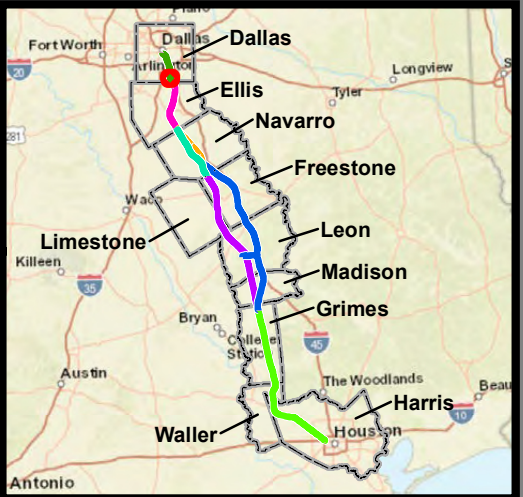 Plano
Dallas
Dallas
Fort Worth
Arlington
20
Longview
Ellis
Tyler
Navarro
281
Freestone
Waco
Leon
Limestone
Killeen
Madison
35
Grimes
Bryan
College
Station
45
Austin
The Woodlands
Beau
Harris
10
Waller
Houston
Antonio